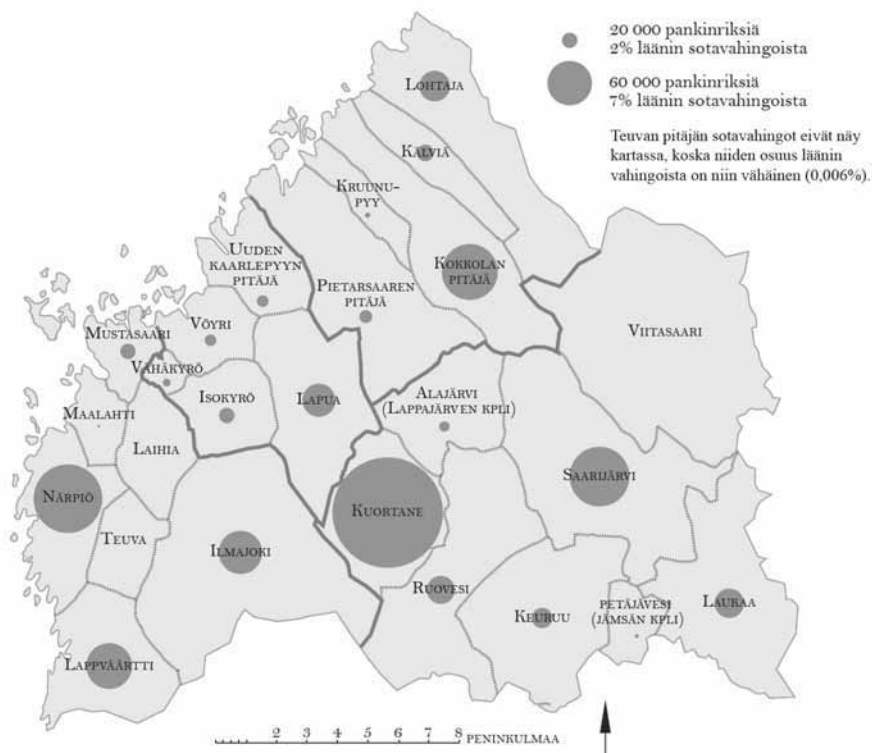 20 000 pankinriksiä
2% läänin sotavahingoista
60 000 pankinriksiä
7% läänin sotavahingoista
Teuvan pitäjän sotavahingot eivät näy
kartassa, koska niiden osuus läänin
vahingoista on niin vähäinen (0,006%).
Lohtaja
Kälviä
Kruunu-
pyy
Uuden
kaarlepyyn
pitäjä
Pietarsaaren
pitäjä
Kokkolan
pitäjä
Viitasaari
Mustasaari
Vöyri
Vähäkyrö
Isokyrö
Lapua
Alajärvi
(Lappajärven kpli)
Maalahti
Laihia
Närpiö
Teuva
Ilmajoki
Kuortane
Saarijärvi
Ruovesi
Keuruu
petäjävesi
(jämsän kpli)
Laukaa
Lappväärtti
2 4 6 8 peninkulmaa